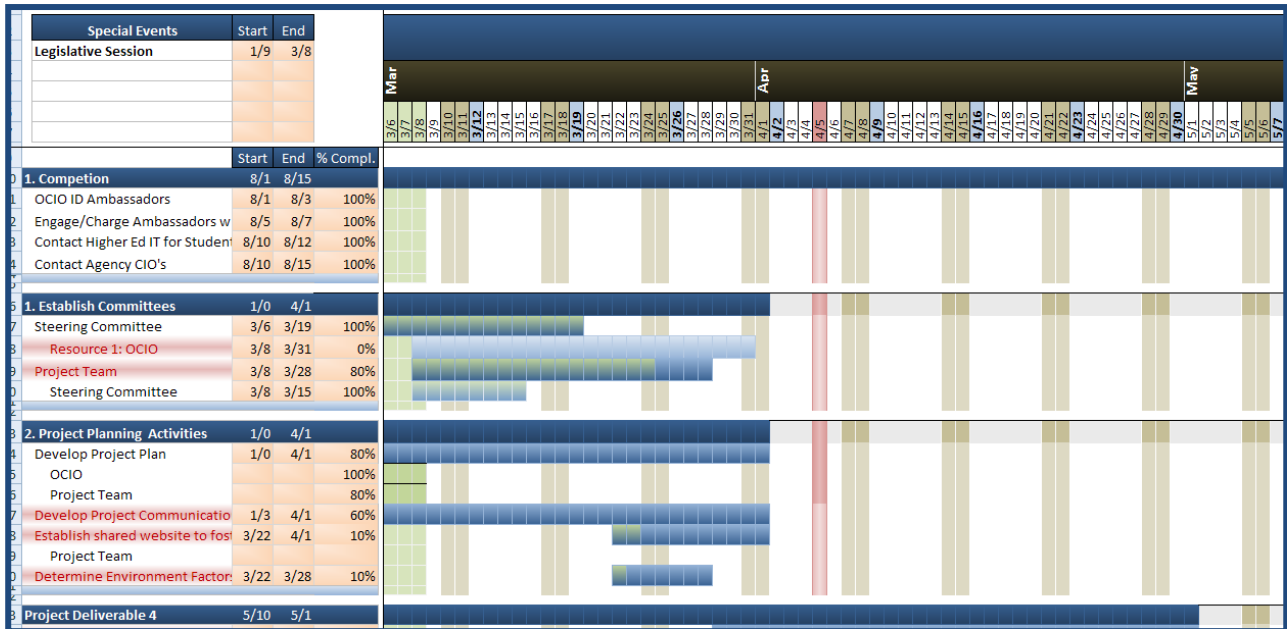 Special Events Start End
Legislative Session 1/9 3/8
Mar Apr May
3/6 3/7 3/8 3/9 3/10 3/11 3/12 3/13 3/14 3/15 3/16 3/17 3/18 3/19 3/20 3/21 3/22 3/23 3/24 3/25 3/26 3/27 3/28 3/29 3/30 3/31 4/1 4/2 4/3 4/4 4/5 4/6 4/7 4/8 4/9 4/10 4/11 4/12 4/13 4/14 4/15 4/16 4/17 4/18 4/19 4/20 4/21 4/22 4/23 4/24 4/25 4/26 4/27 4/28 4/29 4/30 5/1 5/2 5/3 5/4 5/5 5/6 5/7
Start End % Compl.
1. Competion 8/1 8/15
OCIO ID Ambassadors 8/1 8/3 100%
Engage/Charge Ambassadors w 8/5 8/7 100%
Contact Higher Ed IT for Student 8/10 8/12 100%
Contact Agency CIO's 8/10 8/15 100%
1. Establish Committees 1/0 4/1
Steering Committee 3/6 3/19 100%
Resource 1: OCIO 3/8 3/31 0%
Project Team 3/8 3/28 80%
Steering Committee 3/8 3/15 100%
2. Project Planning Activities 1/0 4/1
Develop Project Plan 1/0 4/1 80%
OCIO 100%
Project Team 80%
Develop Project Communicatio 1/3 4/1 60%
Establish shared website to fost 3/22 4/1 10%
Project Team
Determine Environment Factors 3/22 3/28 10%
Project Deliverable 4 5/10 5/1